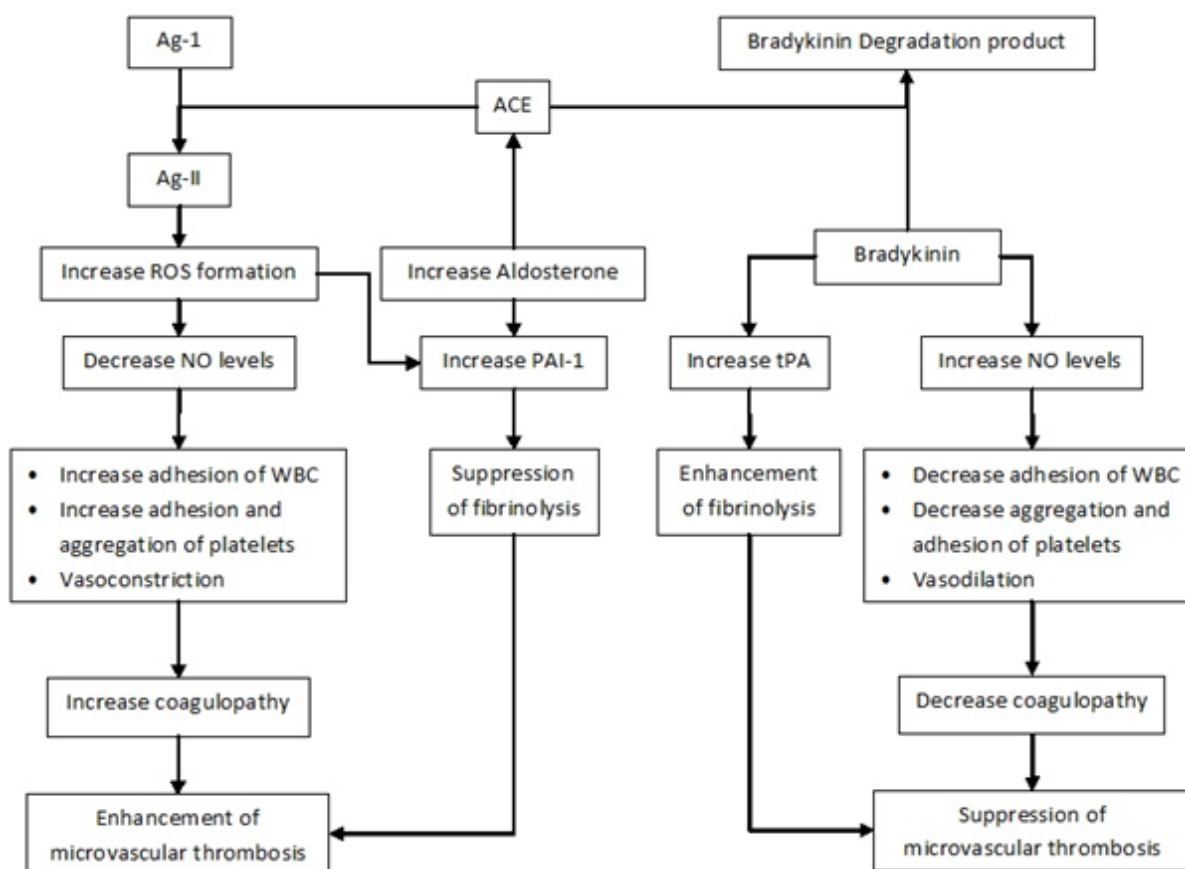 Ag-1
Bradykinin Degradation product
ACE
Ag-II
Increase ROS formation
Increase Aldosterone
Bradykinin
Decrease NO levels
Increase PAI-1
Increase tPA
Increase NO levels
• Increase adhesion of WBC
• Increase adhesion and
aggregation of platelets
• Vasoconstriction
Suppression
of fibrinolysis
Enhancement
of fibrinolysis
• Decrease adhesion of WBC
• Decrease aggregation and
adhesion of platelets
• Vasodilation
Increase coagulopathy
Decrease coagulopathy
Enhancement of
microvascular thrombosis
Suppression of
microvascular thrombosis